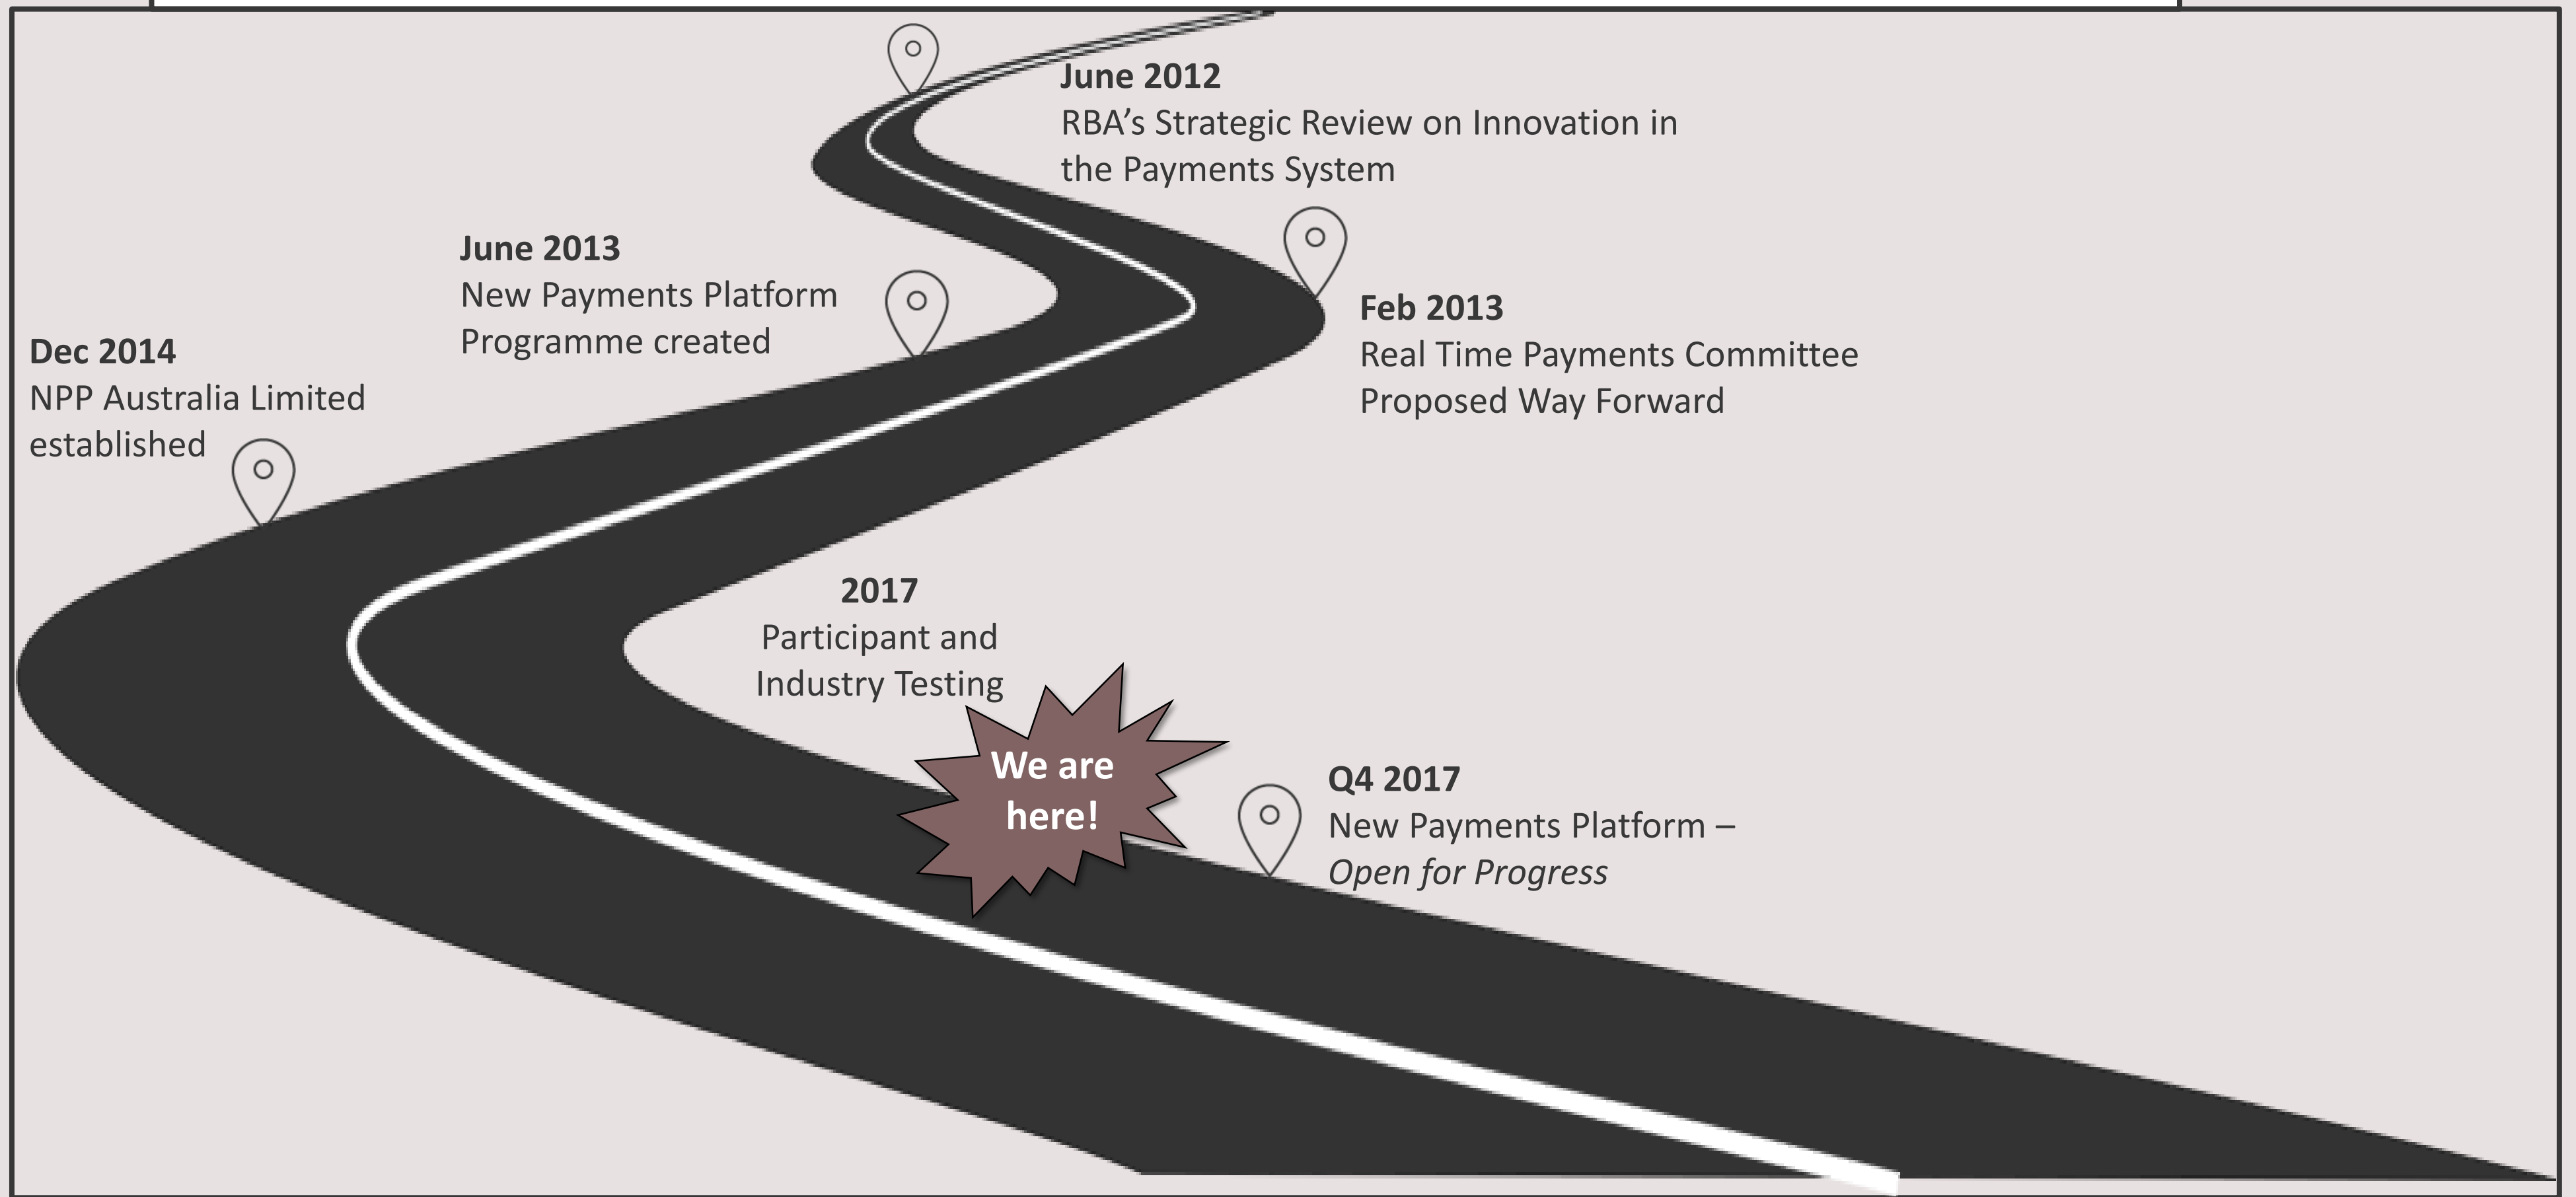 June 2012
RBA’s Strategic Review on Innovation in
the Payments System
Feb 2013
Real Time Payments Committee
Proposed Way Forward
June 2013
New Payments Platform
Programme created
Dec 2014
NPP Australia Limited
established
2017
Participant and
Industry Testing
We are
here!
Q4 2017
New Payments Platform –
Open for Progress